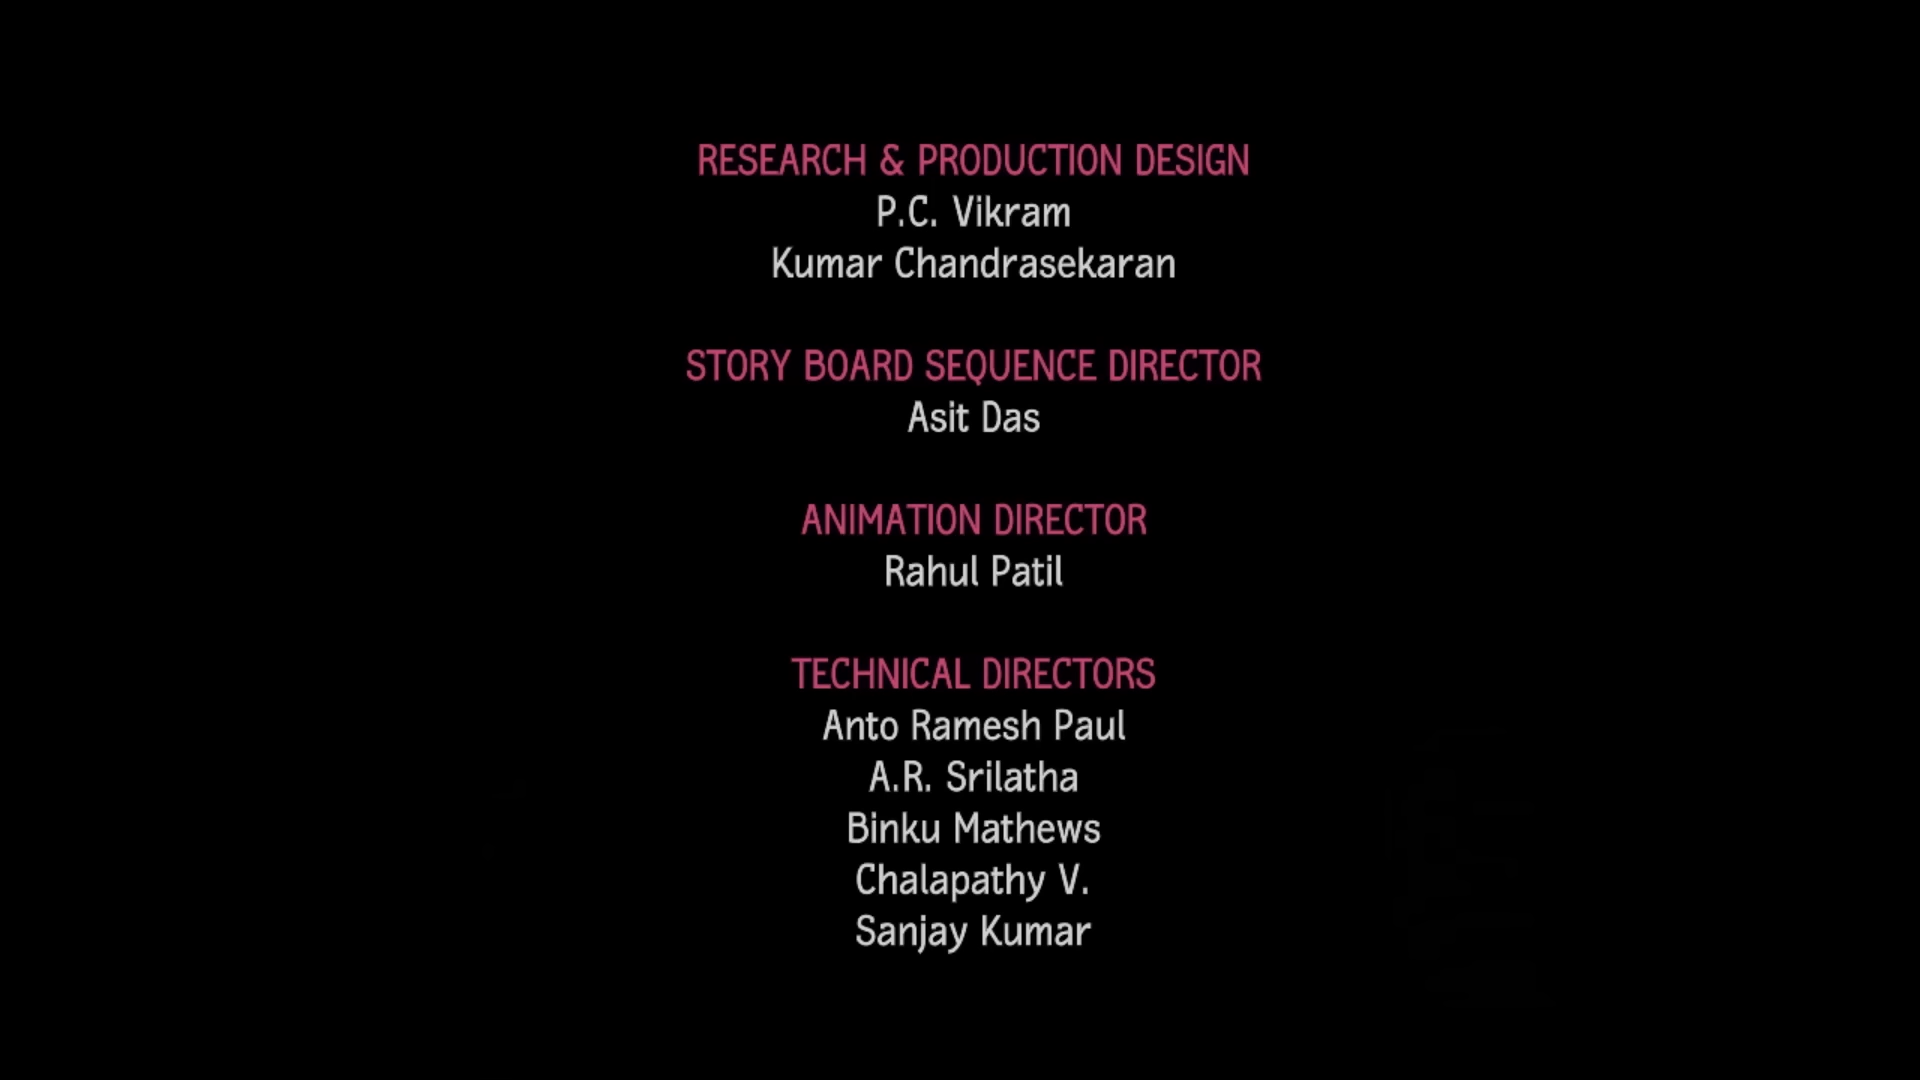 RESEARCH & PRODUCTION DESIGN
P.C. Vikram
Kumar Chandrasekaran
STORY BOARD SEQUENCE DIRECTOR
Asit Das
ANIMATION DIRECTOR
Rahul Patil
TECHNICAL DIRECTORS
Anto Ramesh Paul
A.R. Srilatha
Binku Mathews
Chalapathy V.
Sanjay Kumar